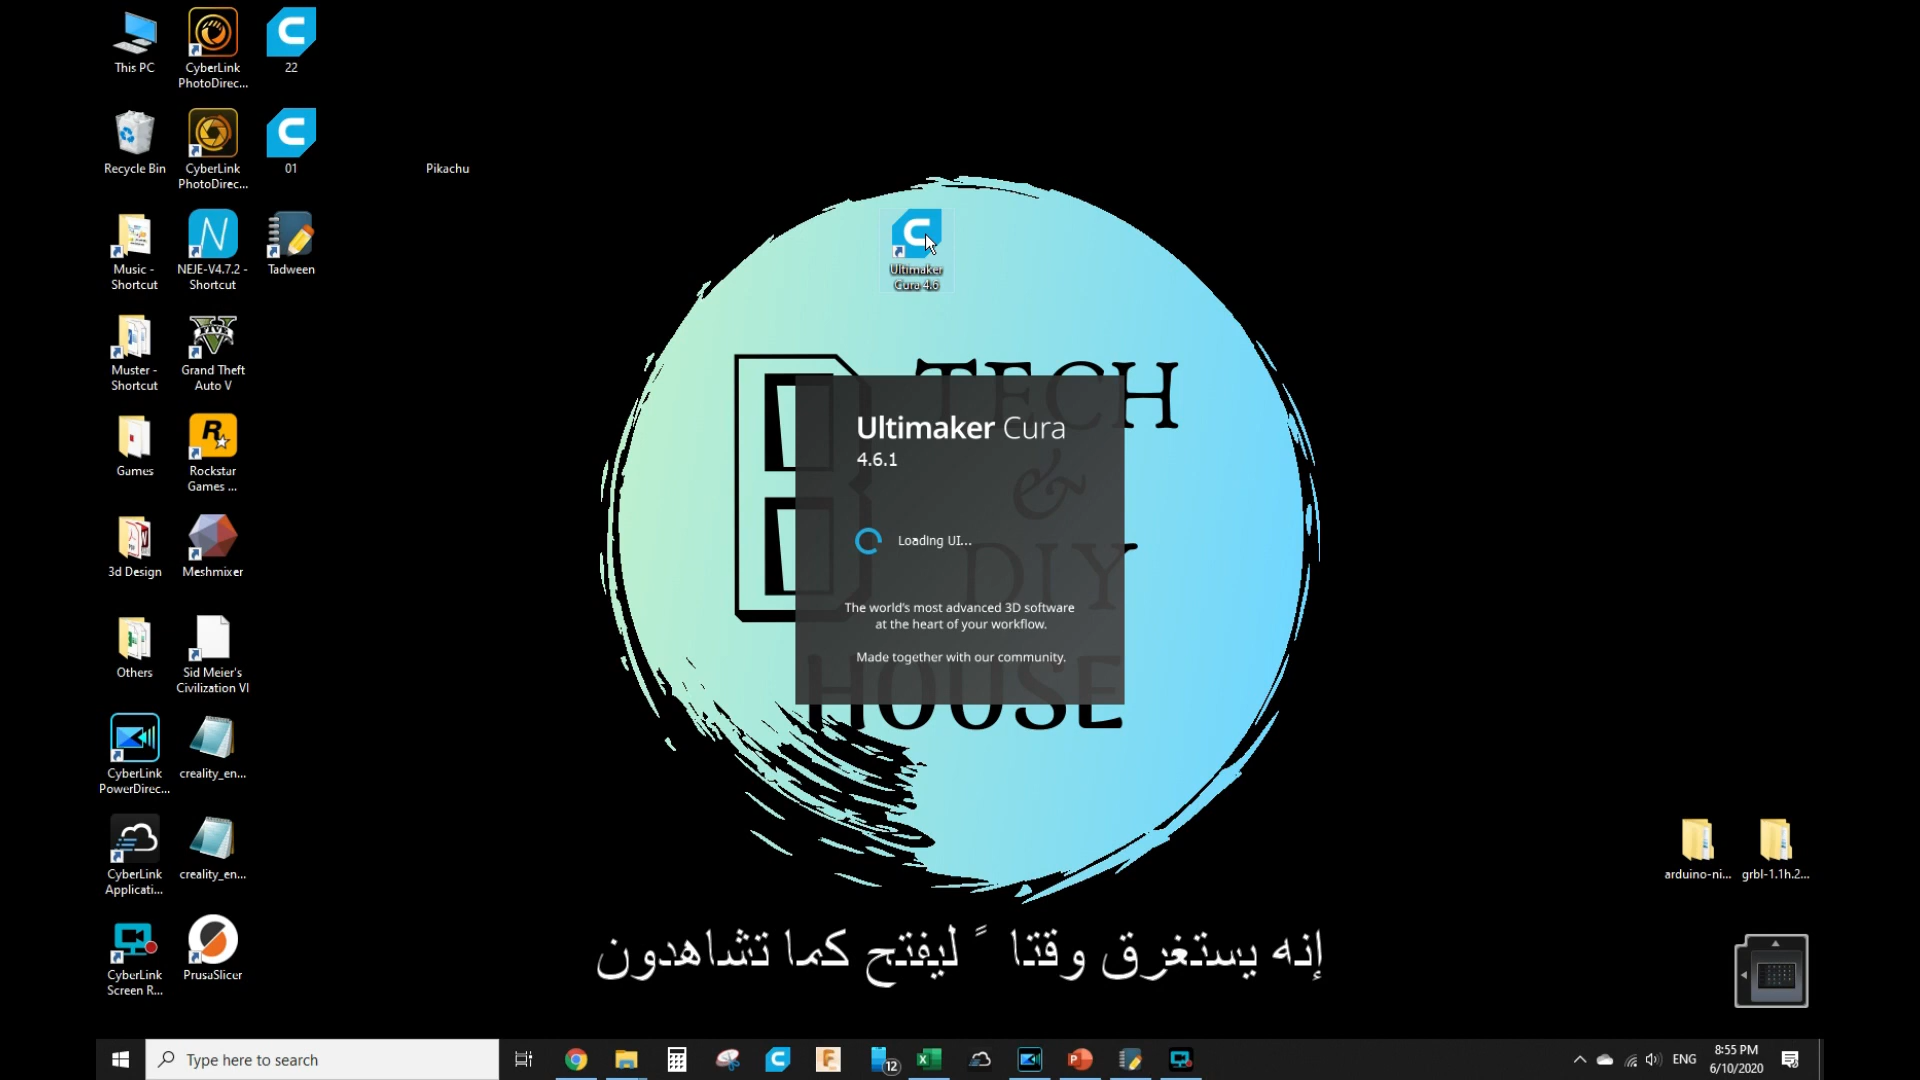 This PC
CyberLink
PhotoDirec...
22
Recycle Bin
CyberLink
PhotoDirec...
01
Pikachu
Music -
Shortcut
NEJE-V4.7.2 -
Shortcut
Tadween
Ultimaker
Cura 4.6
Muster -
Shortcut
FIVE
Grand Theft
Auto V
TECH
&
DIY
HOUSE
Ultimaker Cura
4.6.1
Loading UI...
The world's most advanced 3D software
at the heart of your workflow.
Made together with our community.
Games
Rockstar
Games ...
3d Design
Meshmixer
Others
Sid Meier's
Civilization VI
CyberLink
PowerDirec...
creality_en...
CyberLink
Applicati...
creality_en...
arduino-ni...
grbl-1.1h.2...
CyberLink
Screen R...
PrusaSlicer
إنه يستغرق وقتا ً ليفتح كما تشاهدون
Type here to search
12
ENG
8:55 PM
6/10/2020